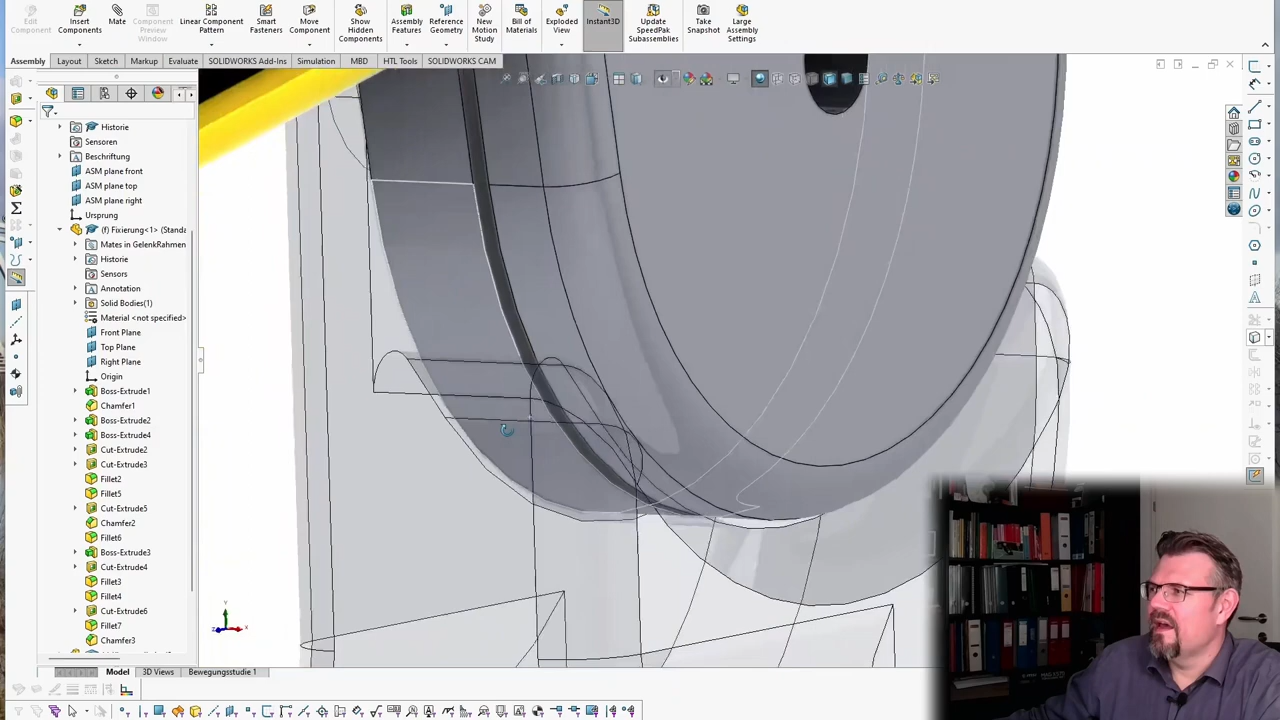 Edit Component
Insert Components
Mate
Component Preview Window
Linear Component Pattern
Smart Fasteners
Move Component
Show Hidden Components
Assembly Features
Reference Geometry
New Motion Study
Bill of Materials
Exploded View
Instant3D
Update SpeedPak Subassemblies
Take Snapshot
Large Assembly Settings
Assembly
Layout
Sketch
Markup
Evaluate
SOLIDWORKS Add-Ins
Simulation
MBD
HTL Tools
SOLIDWORKS CAM
Historie
Sensoren
Beschriftung
ASM plane front
ASM plane top
ASM plane right
Ursprung
(f) Fixierung<1> (Standa
Mates in GelenkRahmen
Historie
Sensors
Annotation
Solid Bodies(1)
Material <not specified>
Front Plane
Top Plane
Right Plane
Origin
Boss-Extrude1
Chamfer1
Boss-Extrude2
Boss-Extrude4
Cut-Extrude2
Cut-Extrude3
Fillet2
Fillet5
Cut-Extrude5
Chamfer2
Fillet6
Boss-Extrude3
Cut-Extrude4
Fillet3
Fillet4
Cut-Extrude6
Fillet7
Chamfer3
Y
Z
X
Model
3D Views
Bewegungsstudie 1